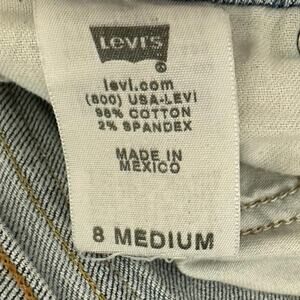 Levi's
levi.com
(800) USA-LEVI
98% COTTON
2% SPANDEX
MADE IN
MEXICO
8 MEDIUM